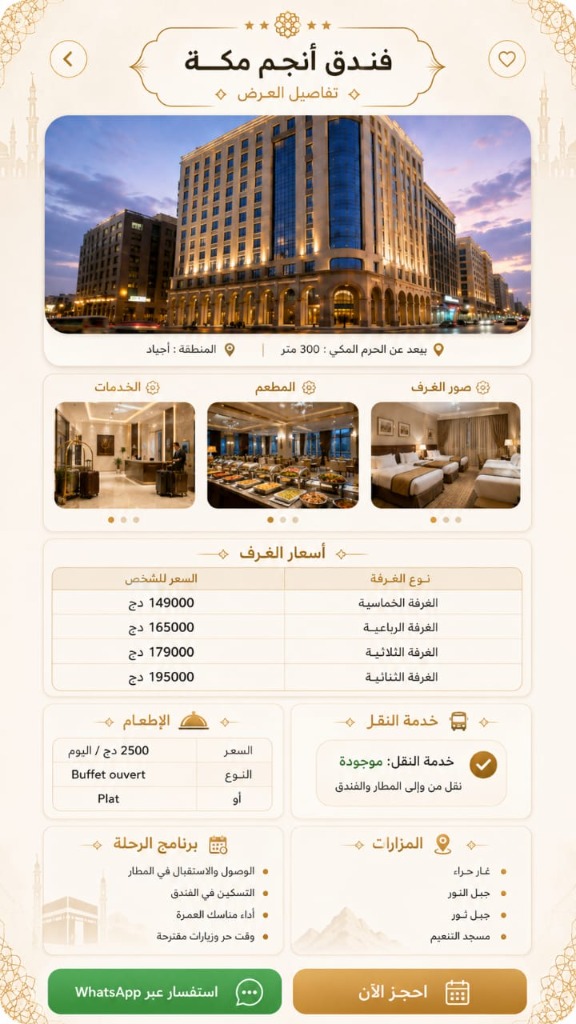 فندق أنجم مكة
تفاصيل العرض
يبعد عن الحرم المكي : 300 متر | المنطقة : أجياد
صور الغرف
المطعم
الخدمات
أسعار الغرف
نوع الغرفة السعر للشخص
الغرفة الخماسية 149000 دج
الغرفة الرباعية 165000 دج
الغرفة الثلاثية 179000 دج
الغرفة الثنائية 195000 دج
خدمة النقل
خدمة النقل: موجودة
نقل من وإلى المطار والفندق
الإطعام
السعر 2500 دج / اليوم
النوع Buffet ouvert
أو Plat
المزارات
غار حراء
جبل النور
جبل ثور
مسجد التنعيم
برنامج الرحلة
الوصول والاستقبال في المطار
التسكين في الفندق
أداء مناسك العمرة
وقت حر وزيارات مقترحة
احجز الآن
استفسار عبر WhatsApp